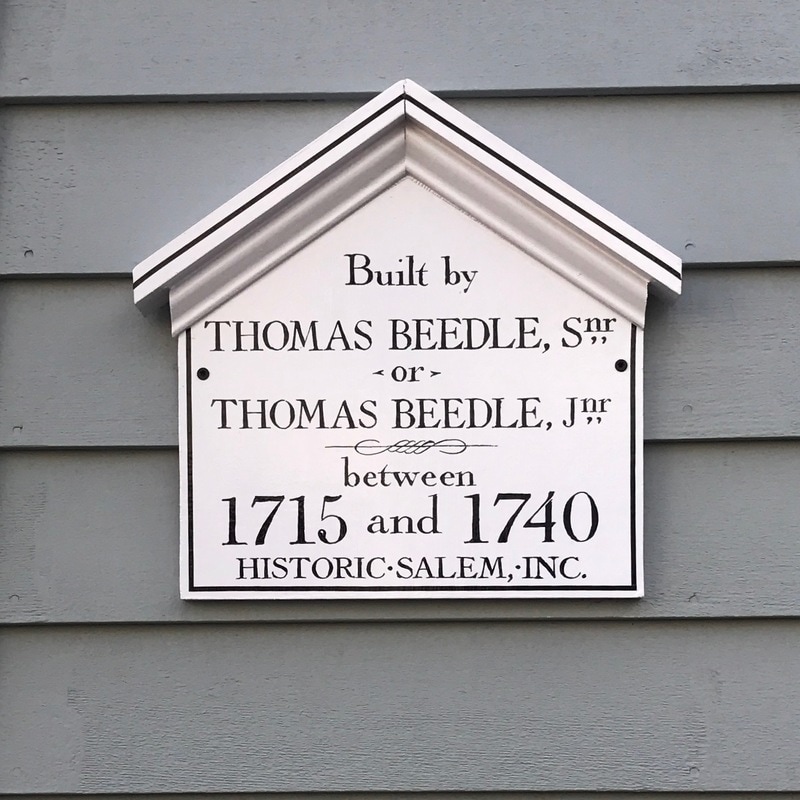 Built by
THOMAS BEEDLE, Snr
or
THOMAS BEEDLE, Jnr
between
1715 and 1740
HISTORIC·SALEM,·INC.